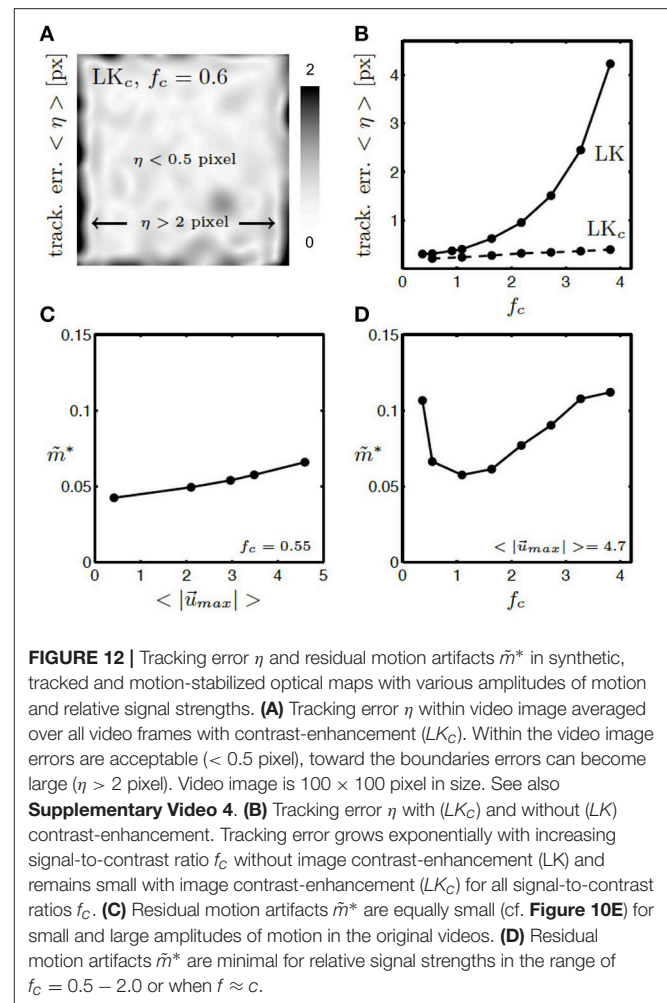 A
track. err. < η > [px]
LKc, fc = 0.6
η < 0.5 pixel
η > 2 pixel
2
0
B
track. err. < η > [px]
4
3
2
1
LK
LKc
0 1 2 3 4
fc
C
0.15
0.1
m̃*
0.05
0
fc = 0.55
0 1 2 3 4 5
< |u⃗max| >
D
0.15
0.1
m̃*
0.05
0
< |u⃗max| >= 4.7
0 1 2 3 4
fc
FIGURE 12 | Tracking error η and residual motion artifacts m̃* in synthetic,
tracked and motion-stabilized optical maps with various amplitudes of motion
and relative signal strengths. (A) Tracking error η within video image averaged
over all video frames with contrast-enhancement (LKC). Within the video image
errors are acceptable (< 0.5 pixel), toward the boundaries errors can become
large (η > 2 pixel). Video image is 100 × 100 pixel in size. See also
Supplementary Video 4. (B) Tracking error η with (LKC) and without (LK)
contrast-enhancement. Tracking error grows exponentially with increasing
signal-to-contrast ratio fC without image contrast-enhancement (LK) and
remains small with image contrast-enhancement (LKC) for all signal-to-contrast
ratios fC. (C) Residual motion artifacts m̃* are equally small (cf. Figure 10E) for
small and large amplitudes of motion in the original videos. (D) Residual
motion artifacts m̃* are minimal for relative signal strengths in the range of
fC = 0.5 − 2.0 or when f ≈ c.